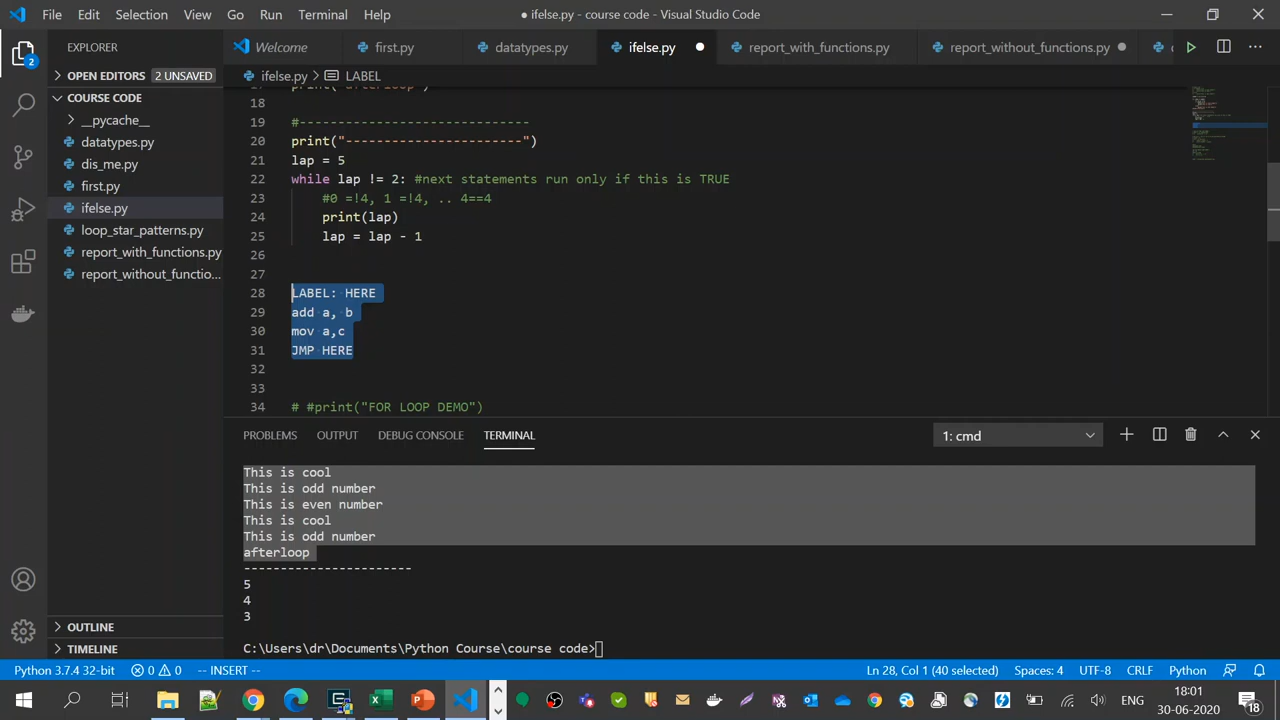 File Edit Selection View Go Run Terminal Help
● ifelse.py - course code - Visual Studio Code
EXPLORER
Welcome first.py datatypes.py ifelse.py ● report_with_functions.py report_without_functions.py ●
OPEN EDITORS 2 UNSAVED
ifelse.py > LABEL
COURSE CODE
__pycache__
datatypes.py
dis_me.py
first.py
ifelse.py
loop_star_patterns.py
report_with_functions.py
report_without_functio...
17 print("afterloop")
18
19 #------------------------------
20 print("-----------------------")
21 lap = 5
22 while lap != 2: #next statements run only if this is TRUE
23 #0 =!4, 1 =!4, .. 4==4
24 print(lap)
25 lap = lap - 1
26
27
28 LABEL: HERE
29 add a, b
30 mov a,c
31 JMP HERE
32
33
34 # #print("FOR LOOP DEMO")
PROBLEMS OUTPUT DEBUG CONSOLE TERMINAL 1: cmd
This is cool
This is odd number
This is even number
This is cool
This is odd number
afterloop
-----------------------
5
4
3
C:\Users\dr\Documents\Python Course\course code>
2
OUTLINE
TIMELINE
Python 3.7.4 32-bit 0 0 -- INSERT -- Ln 28, Col 1 (40 selected) Spaces: 4 UTF-8 CRLF Python
ENG 18:01
30-06-2020
18